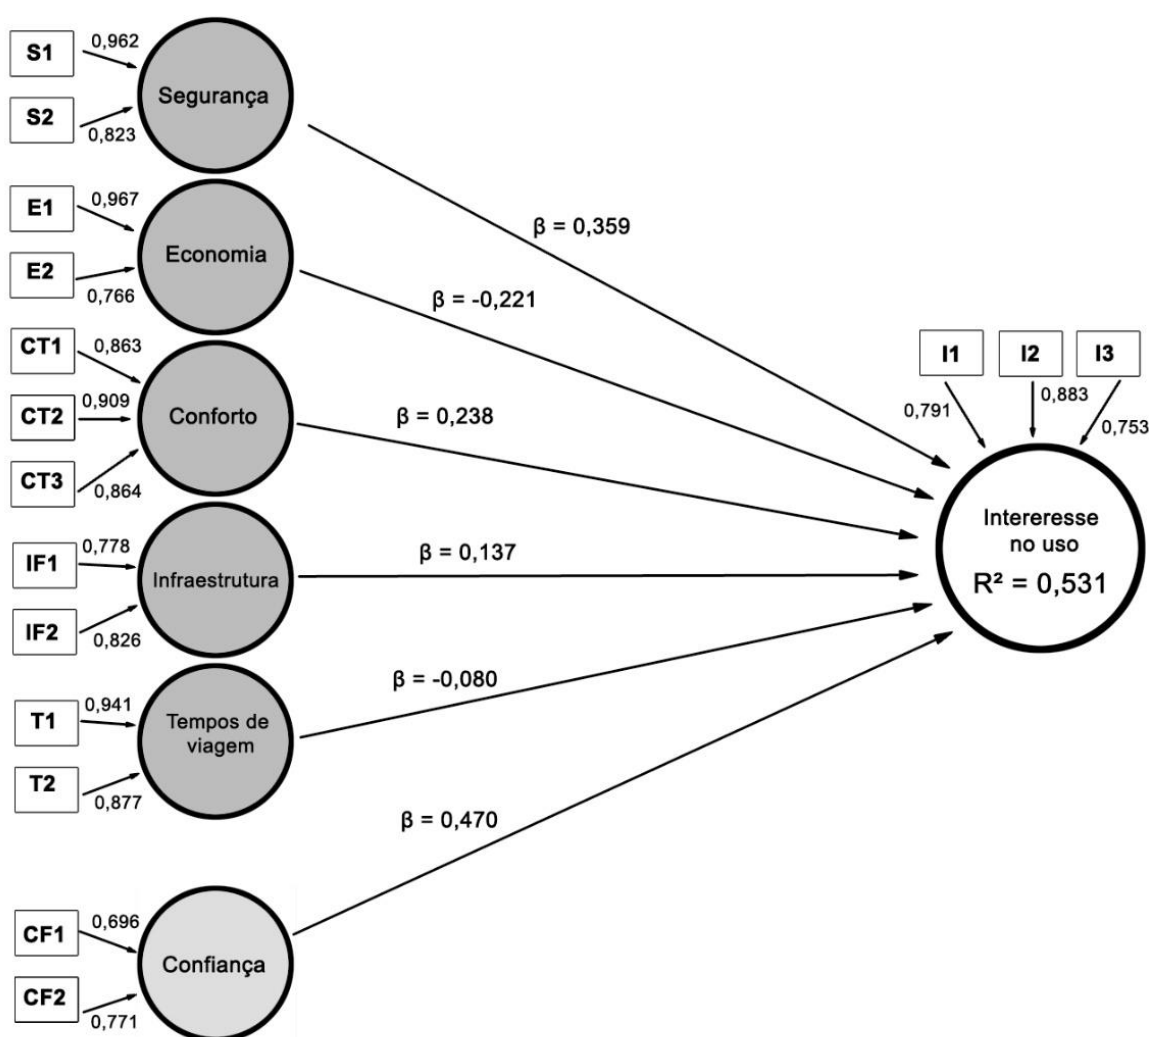 S1
0,962
S2
0,823
Segurança
E1
0,967
E2
0,766
Economia
CT1
0,863
CT2
0,909
CT3
0,864
Conforto
IF1
0,778
IF2
0,826
Infraestrutura
T1
0,941
T2
0,877
Tempos de
viagem
CF1
0,696
CF2
0,771
Confiança
β = 0,359
β = -0,221
β = 0,238
β = 0,137
β = -0,080
β = 0,470
I1
I2
I3
0,791
0,883
0,753
Intereresse
no uso
R² = 0,531